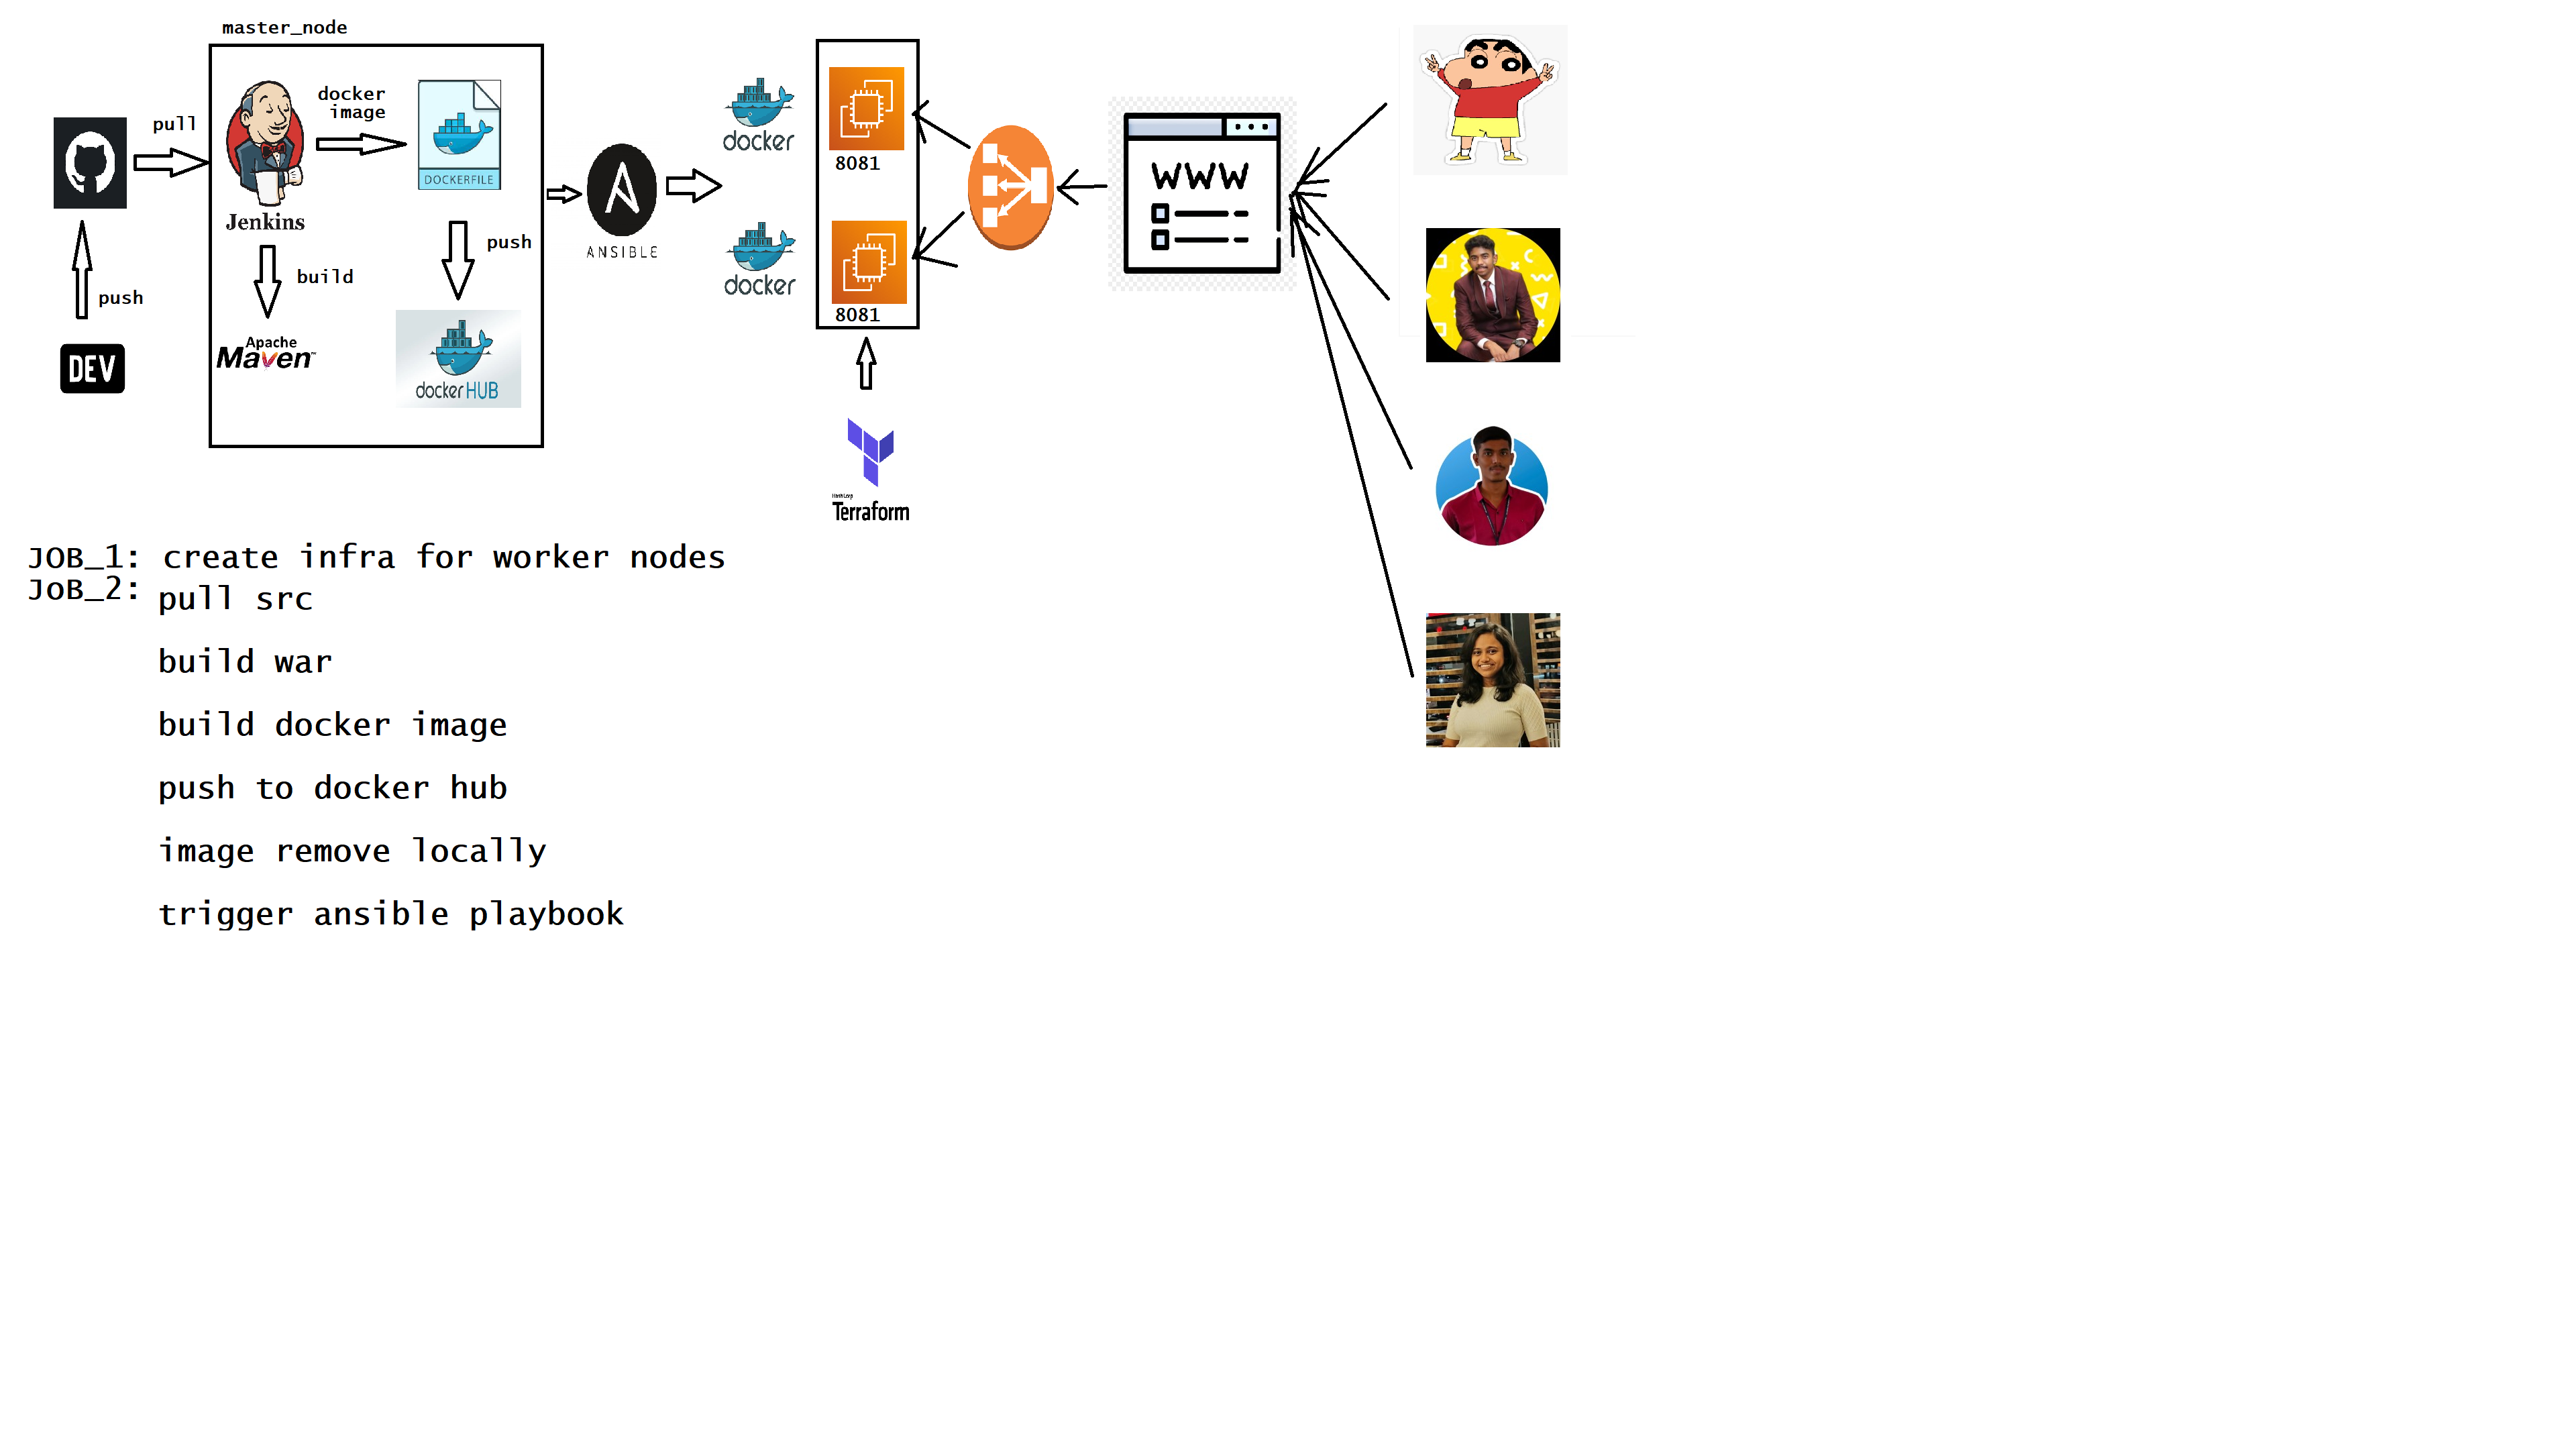 master_node
pull
docker
image
DOCKERFILE
Jenkins
push
build
push
DEV
Apache
Maven™
docker HUB
ANSIBLE
docker
8081
docker
8081
HashiCorp
Terraform
WWW
JOB_1: create infra for worker nodes
JoB_2:
pull src
build war
build docker image
push to docker hub
image remove locally
trigger ansible playbook